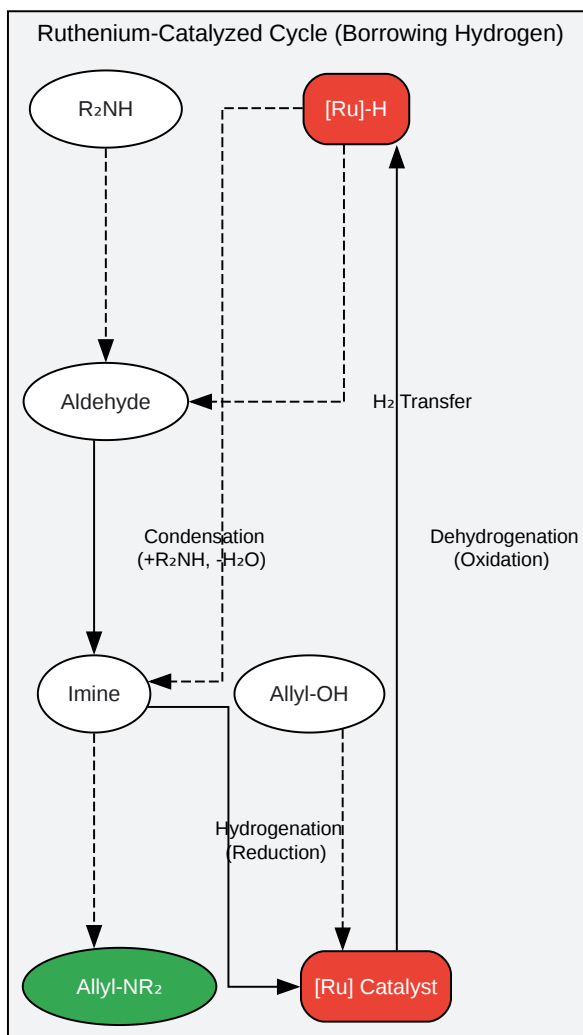 Ruthenium-Catalyzed Cycle (Borrowing Hydrogen)
R₂NH
[Ru]-H
Aldehyde
H₂ Transfer
Condensation
(+R₂NH, -H₂O)
Dehydrogenation
(Oxidation)
Imine
Allyl-OH
Hydrogenation
(Reduction)
Allyl-NR₂
[Ru] Catalyst